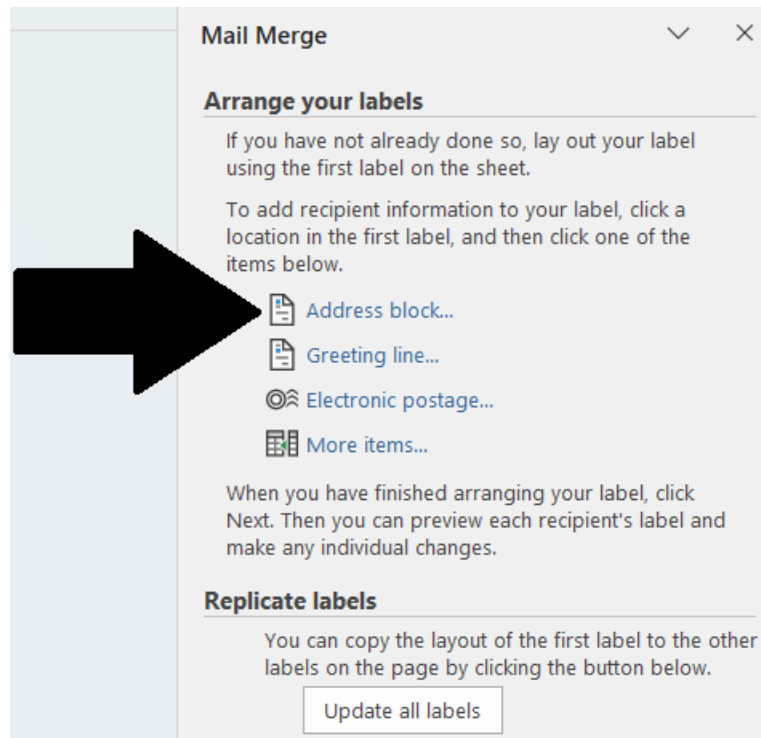 Mail Merge
Arrange your labels
If you have not already done so, lay out your label
using the first label on the sheet.
To add recipient information to your label, click a
location in the first label, and then click one of the
items below.
Address block...
Greeting line...
Electronic postage...
More items...
When you have finished arranging your label, click
Next. Then you can preview each recipient's label and
make any individual changes.
Replicate labels
You can copy the layout of the first label to the other
labels on the page by clicking the button below.
Update all labels